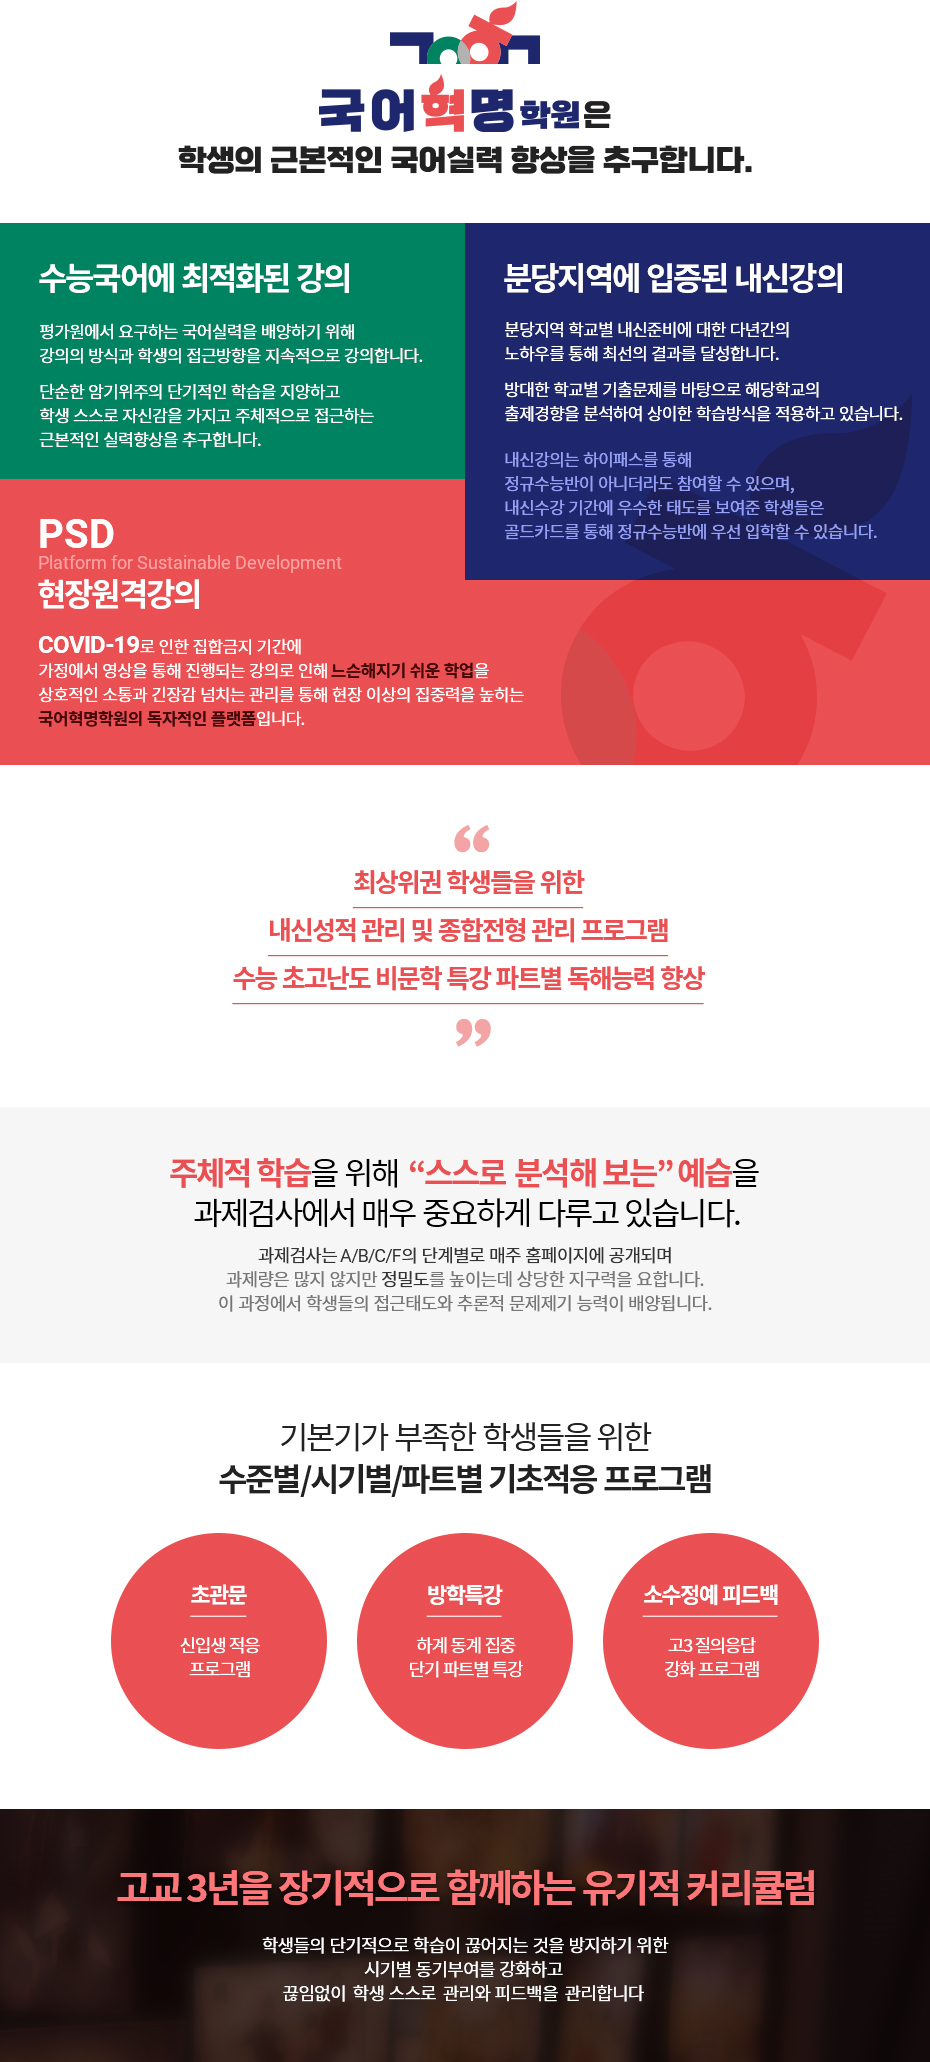 국어혁명학원은
학생의 근본적인 국어실력 향상을 추구합니다.
수능국어에 최적화된 강의
평가원에서 요구하는 국어실력을 배양하기 위해
강의의 방식과 학생의 접근방향을 지속적으로 강의합니다.
단순한 암기위주의 단기적인 학습을 지양하고
학생 스스로 자신감을 가지고 주체적으로 접근하는
근본적인 실력향상을 추구합니다.
분당지역에 입증된 내신강의
분당지역 학교별 내신준비에 대한 다년간의
노하우를 통해 최선의 결과를 달성합니다.
방대한 학교별 기출문제를 바탕으로 해당학교의
출제경향을 분석하여 상이한 학습방식을 적용하고 있습니다.
내신강의는 하이패스를 통해
정규수능반이 아니더라도 참여할 수 있으며,
내신수강 기간에 우수한 태도를 보여준 학생들은
골드카드를 통해 정규수능반에 우선 입학할 수 있습니다.
PSD
Platform for Sustainable Development
현장원격강의
COVID-19로 인한 집합금지 기간에
가정에서 영상을 통해 진행되는 강의로 인해 느슨해지기 쉬운 학업을
상호적인 소통과 긴장감 넘치는 관리를 통해 현장 이상의 집중력을 높히는
국어혁명학원의 독자적인 플랫폼입니다.
“
최상위권 학생들을 위한
내신성적 관리 및 종합전형 관리 프로그램
수능 초고난도 비문학 특강 파트별 독해능력 향상
”
주체적 학습을 위해 “스스로 분석해 보는” 예습을
과제검사에서 매우 중요하게 다루고 있습니다.
과제검사는 A/B/C/F의 단계별로 매주 홈페이지에 공개되며
과제량은 많지 않지만 정밀도를 높이는데 상당한 지구력을 요합니다.
이 과정에서 학생들의 접근태도와 추론적 문제제기 능력이 배양됩니다.
기본기가 부족한 학생들을 위한
수준별/시기별/파트별 기초적응 프로그램
초관문
신입생 적응
프로그램
방학특강
하계 동계 집중
단기 파트별 특강
소수정예 피드백
고3 질의응답
강화 프로그램
고교 3년을 장기적으로 함께하는 유기적 커리큘럼
학생들의 단기적으로 학습이 끊어지는 것을 방지하기 위한
시기별 동기부여를 강화하고
끊임없이 학생 스스로 관리와 피드백을 관리합니다